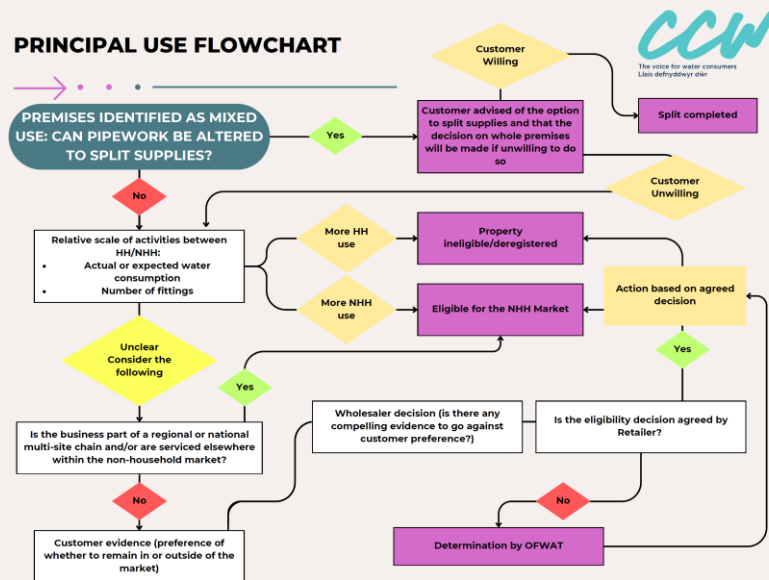 PRINCIPAL USE FLOWCHART
ccw
The voice for water consumers
Llais defnyddwyr dŵr
Customer
Willing
PREMISES IDENTIFIED AS MIXED
USE: CAN PIPEWORK BE ALTERED
TO SPLIT SUPPLIES?
Yes
Customer advised of the option
to split supplies and that the
decision on whole premises
will be made if unwilling to do
so
Split completed
No
Customer
Unwilling
Relative scale of activities between
HH/NHH:
• Actual or expected water
consumption
• Number of fittings
More HH
use
Property
ineligible/deregistered
More NHH
use
Eligible for the NHH Market
Action based on agreed
decision
Unclear
Consider the
following
Yes
Yes
Is the business part of a regional or national
multi-site chain and/or are serviced elsewhere
within the non-household market?
Wholesaler decision (is there any
compelling evidence to go against
customer preference?)
Is the eligibility decision agreed by
Retailer?
No
No
Customer evidence (preference of
whether to remain in or outside of the
market)
Determination by OFWAT